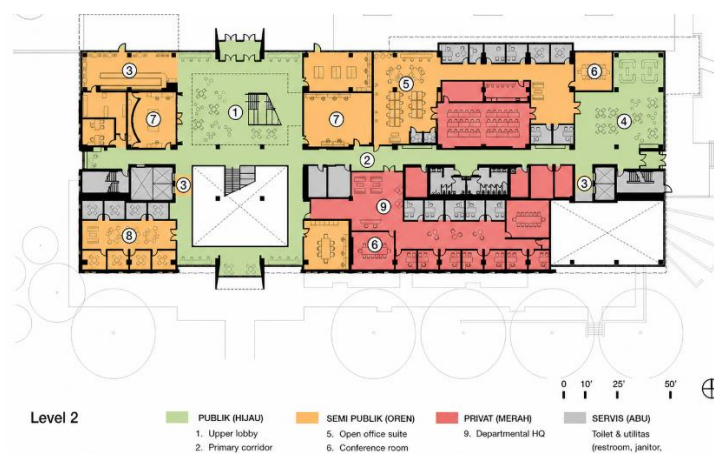 3
7
1
7
5
6
4
2
3
3
9
8
6
0 10' 25' 50'
Level 2
PUBLIK (HIJAU)
1. Upper lobby
2. Primary corridor
SEMI PUBLIK (OREN)
5. Open office suite
6. Conference room
PRIVAT (MERAH)
9. Departmental HQ
SERVIS (ABU)
Toilet & utilitas
(restroom, janitor,